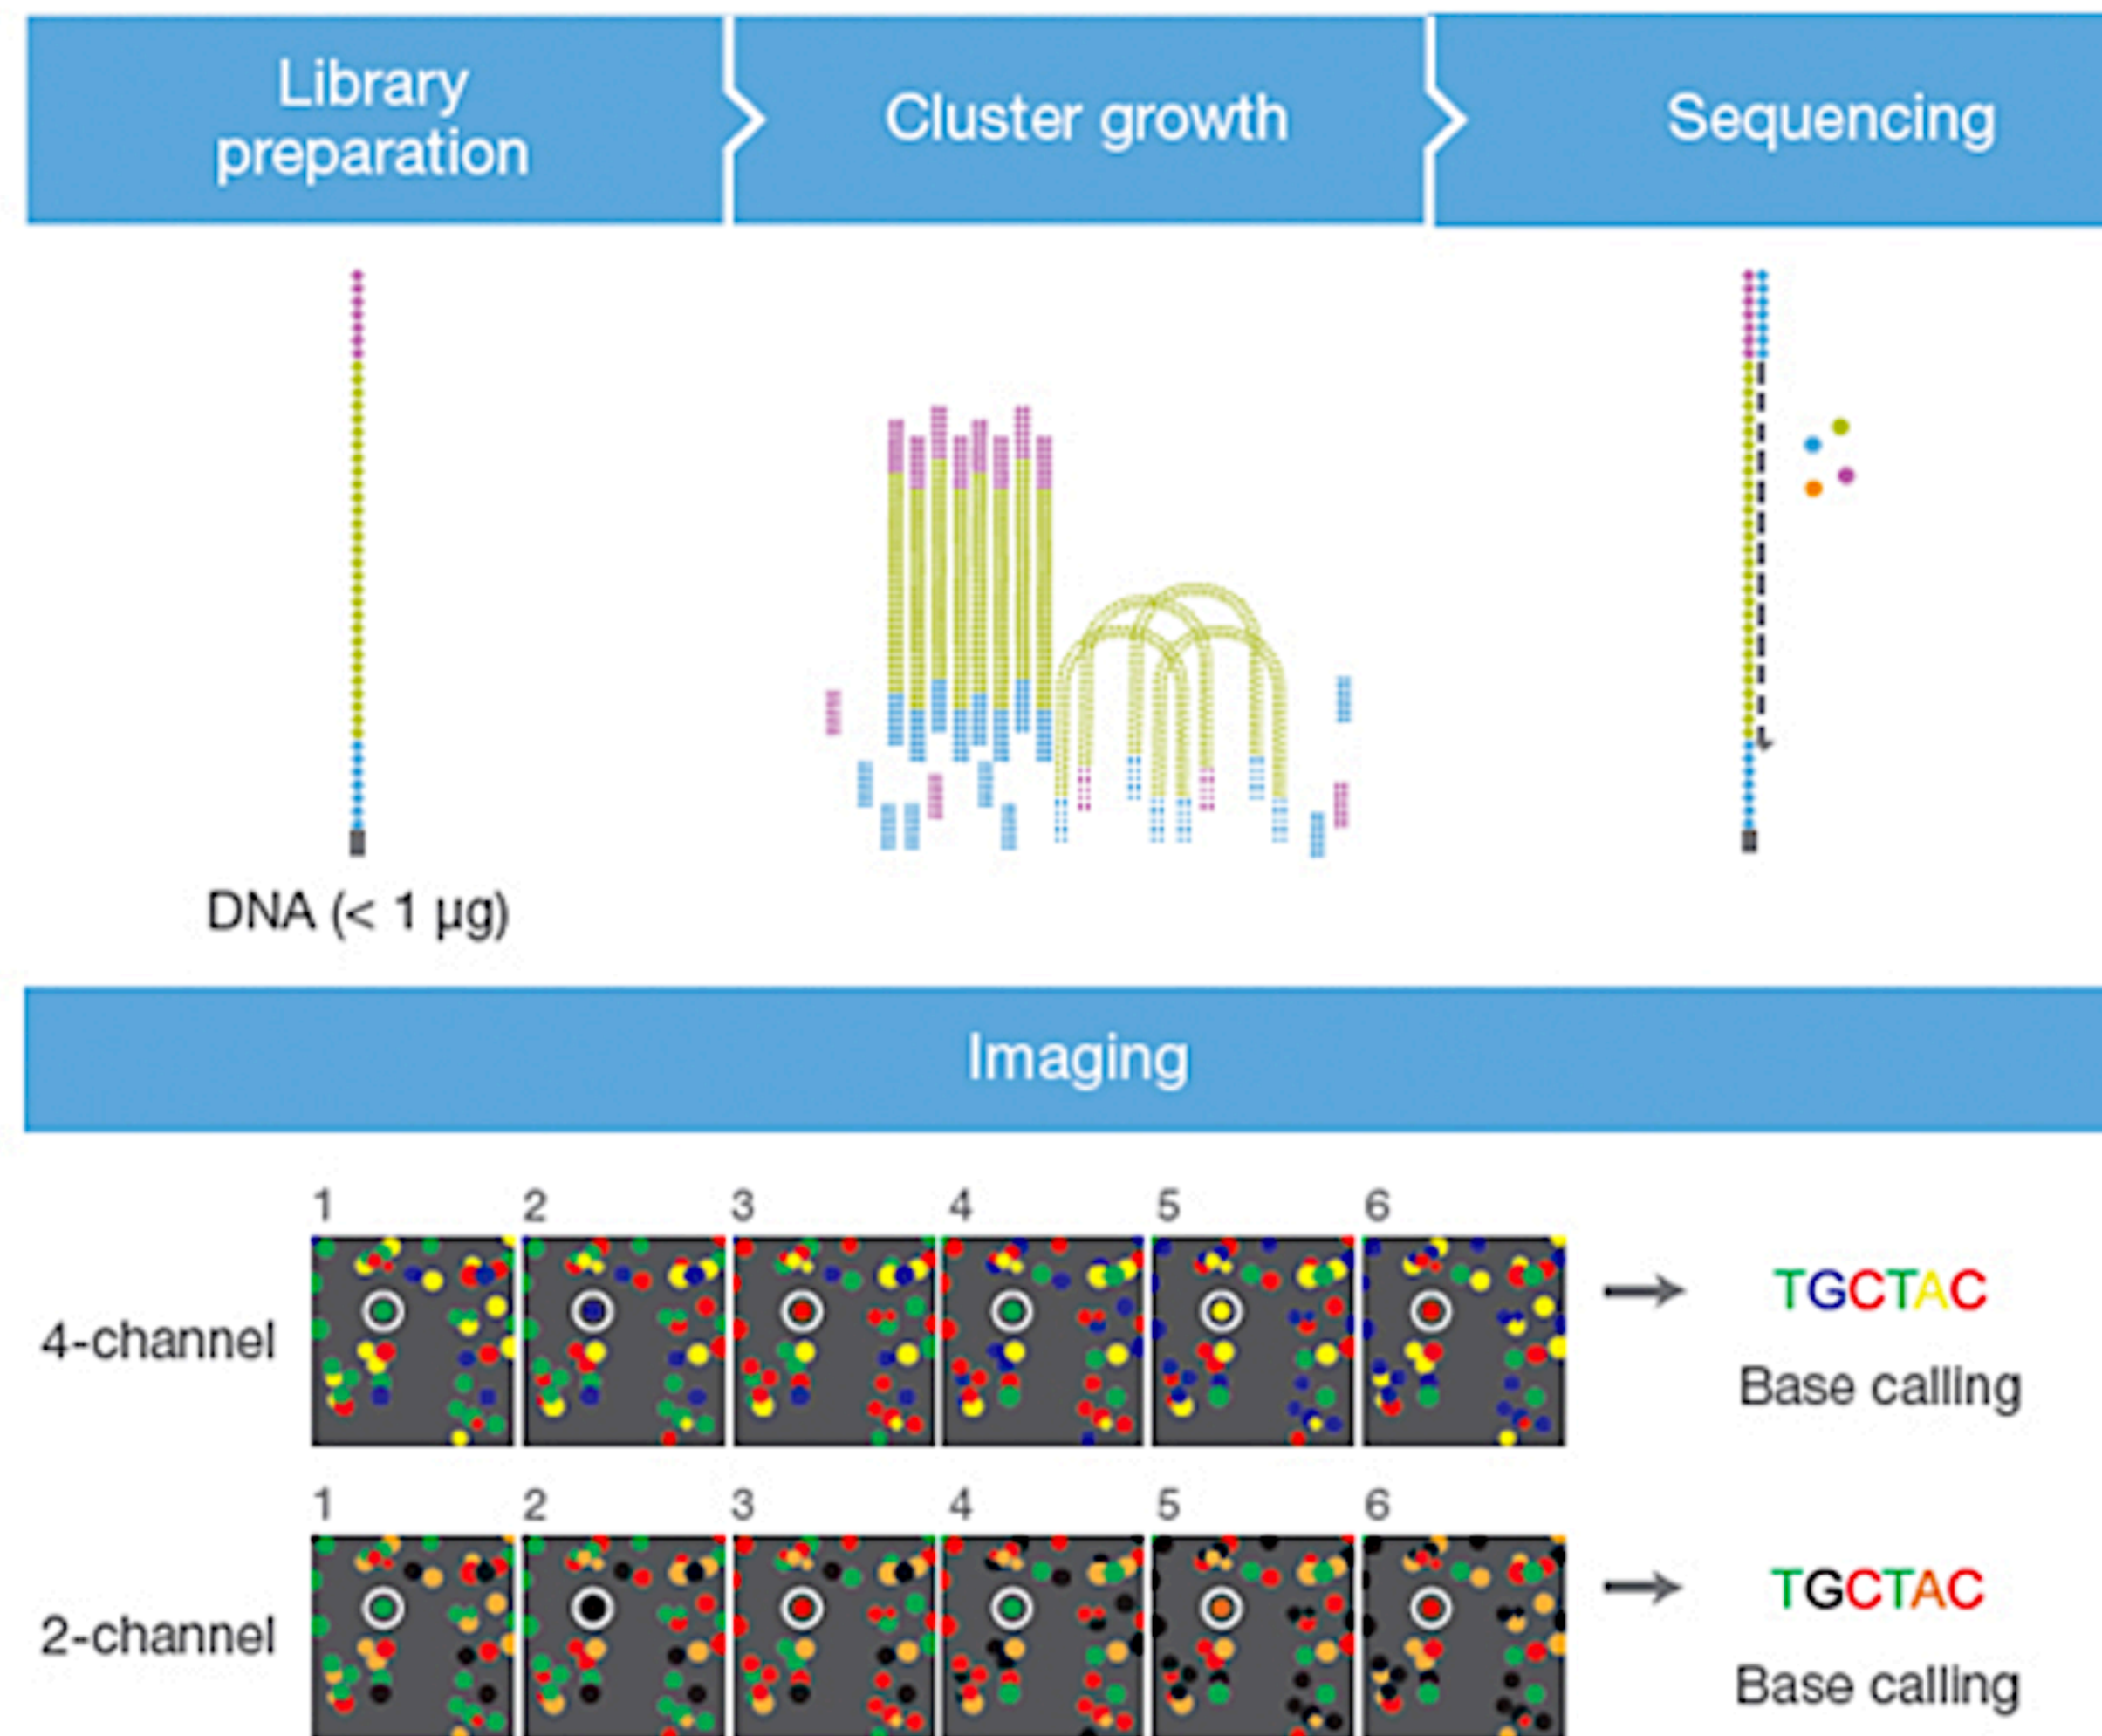 Library
preparation
Cluster growth
Sequencing
DNA (< 1 µg)
Imaging
1 2 3 4 5 6
4-channel
TGCTAC
Base calling
1 2 3 4 5 6
2-channel
TGCTAC
Base calling